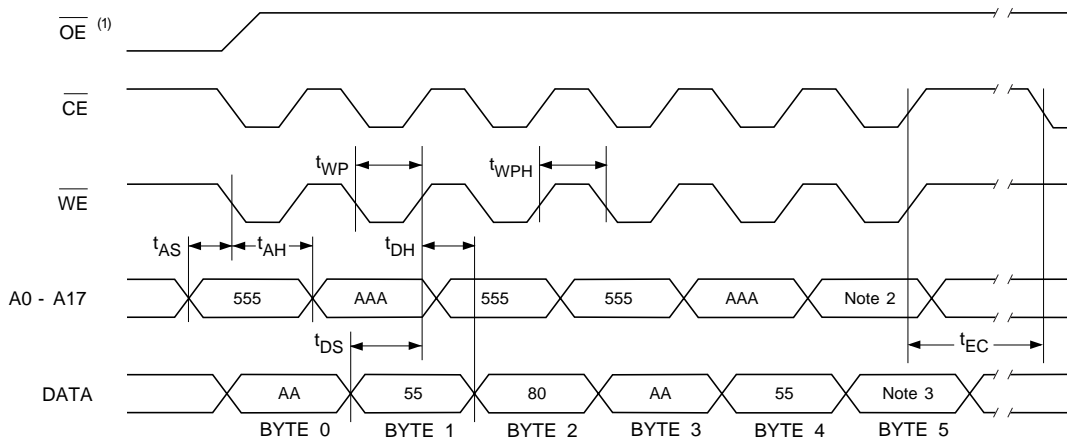 OE (1)
CE
tWP tWPH
WE
tAS tAH tDH
A0 - A17 555 AAA 555 555 AAA Note 2
tDS tEC
DATA AA 55 80 AA 55 Note 3
BYTE 0 BYTE 1 BYTE 2 BYTE 3 BYTE 4 BYTE 5